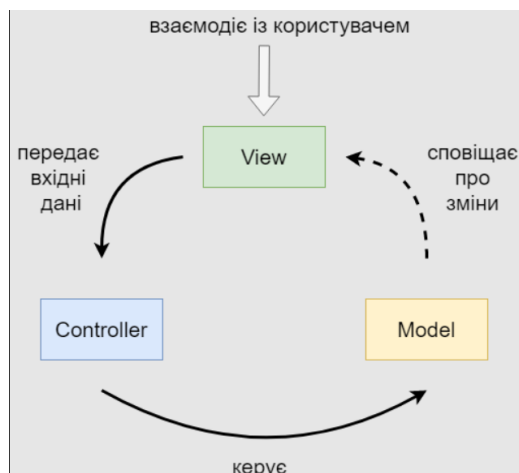 взаємодіє із користувачем
View
передає
вхідні
дані
сповіщає
про
зміни
Controller
Model
керує